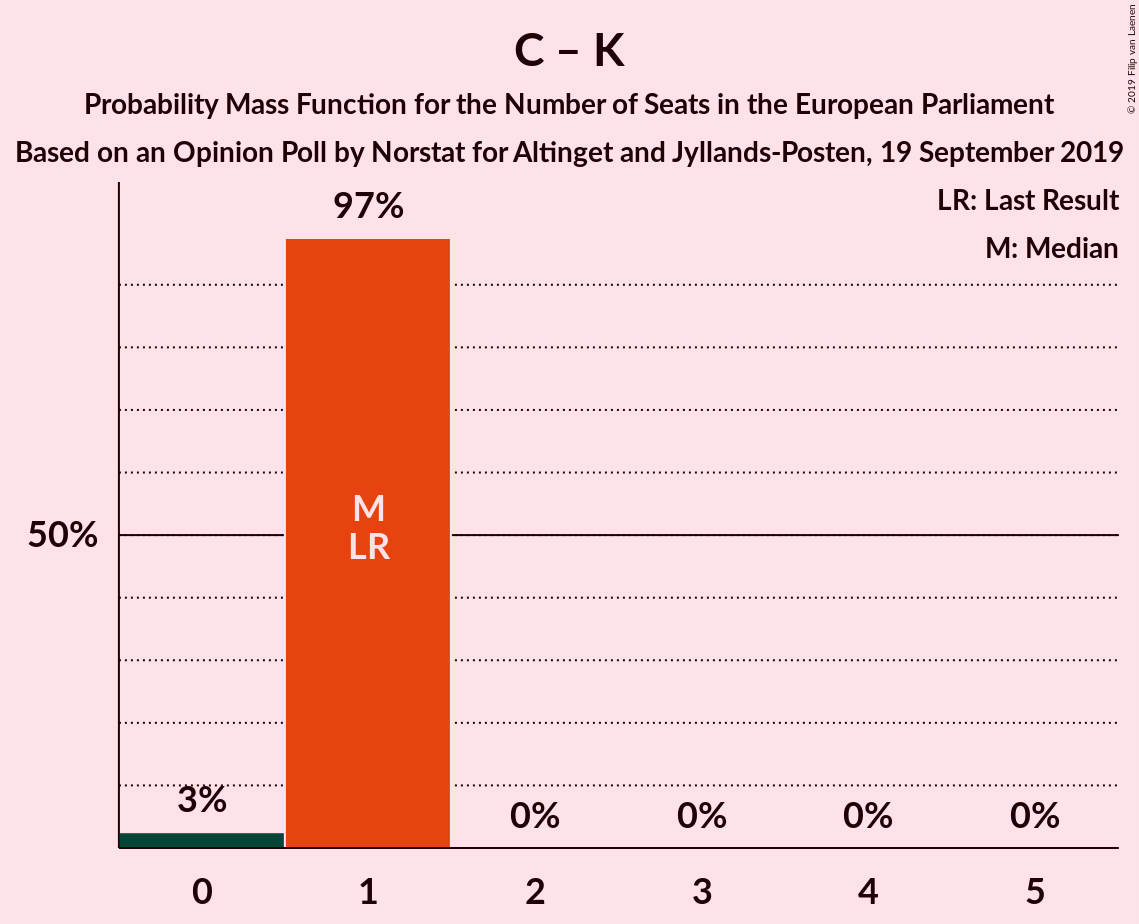 C – K
Probability Mass Function for the Number of Seats in the European Parliament
Based on an Opinion Poll by Norstat for Altinget and Jyllands-Posten, 19 September 2019
© 2019 Filip van Laenen
LR: Last Result
M: Median
97%
M
LR
50%
3%
0%
0%
0%
0%
0
1
2
3
4
5